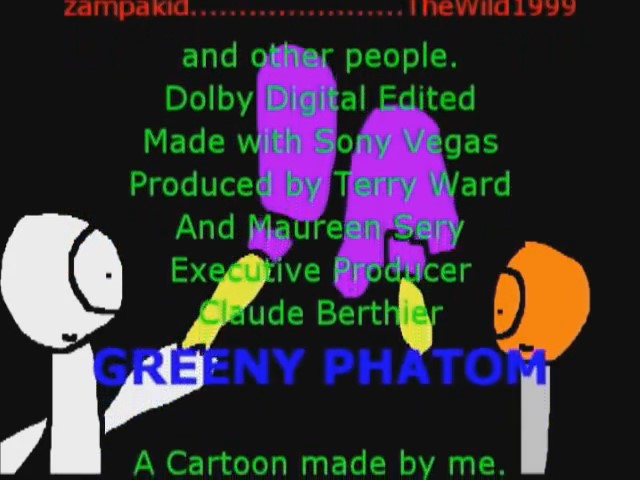 zampakid......................TheWild1999
and other people.
Dolby Digital Edited
Made with Sony Vegas
Produced by Terry Ward
And Maureen Sery
Executive Producer
Claude Berthier
GREENY PHATOM
A Cartoon made by me.